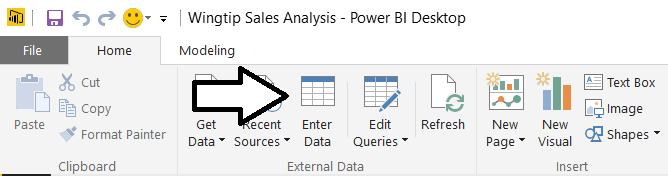 Wingtip Sales Analysis - Power BI Desktop
File Home Modeling
Paste
Cut
Copy
Format Painter
Clipboard
Get Data
Recent Sources
Enter Data
Edit Queries
Refresh
External Data
New Page
New Visual
Text Box
Image
Shapes
Insert